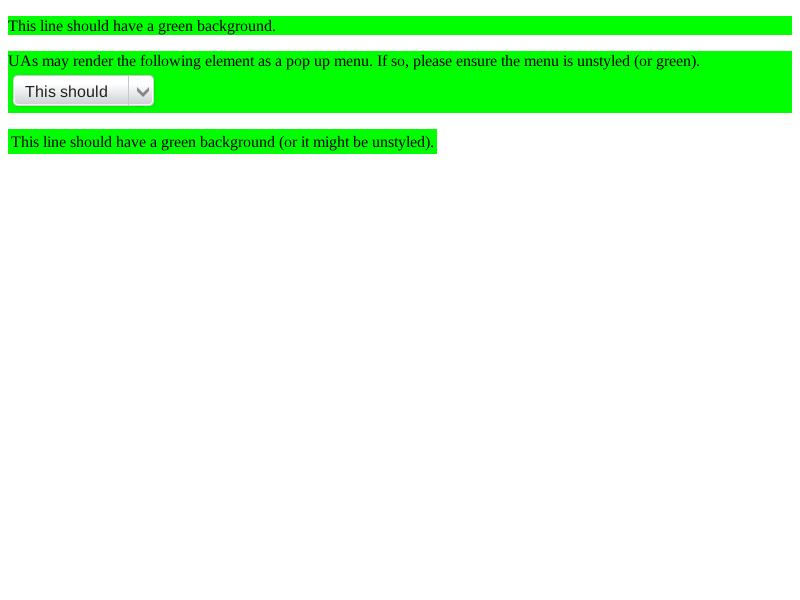 This line should have a green background.
UAs may render the following element as a pop up menu. If so, please ensure the menu is unstyled (or green).
This should
This line should have a green background (or it might be unstyled).